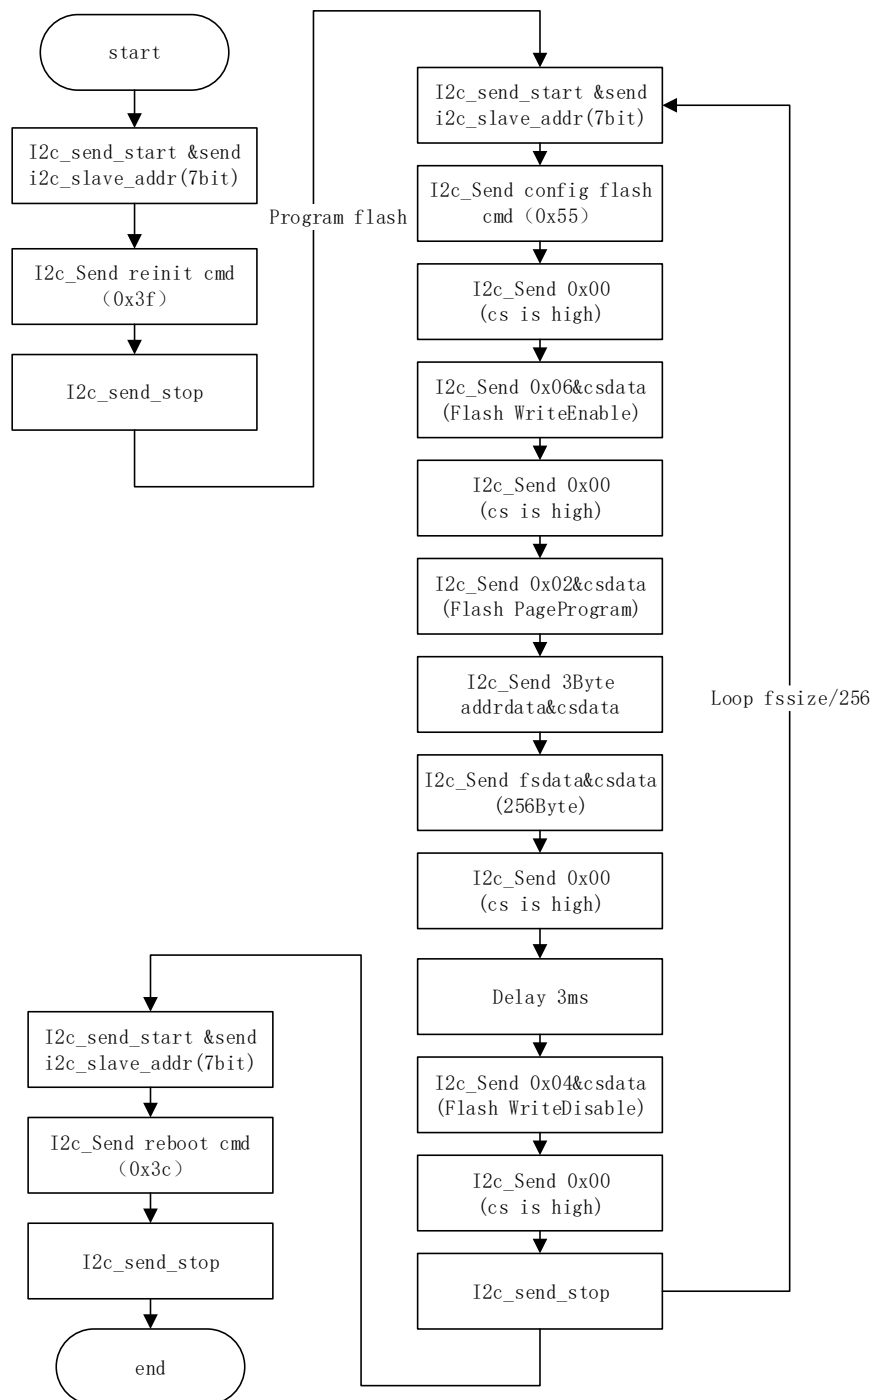 start
I2c_send_start &send
i2c_slave_addr(7bit)
I2c_Send reinit cmd
（0x3f）
I2c_send_stop
Program flash
I2c_send_start &send
i2c_slave_addr(7bit)
I2c_Send config flash
cmd（0x55）
I2c_Send 0x00
(cs is high)
I2c_Send 0x06&csdata
(Flash WriteEnable)
I2c_Send 0x00
(cs is high)
I2c_Send 0x02&csdata
(Flash PageProgram)
I2c_Send 3Byte
addrdata&csdata
I2c_Send fsdata&csdata
(256Byte)
I2c_Send 0x00
(cs is high)
Delay 3ms
I2c_Send 0x04&csdata
(Flash WriteDisable)
I2c_Send 0x00
(cs is high)
I2c_send_stop
Loop fssize/256
I2c_send_start &send
i2c_slave_addr(7bit)
I2c_Send reboot cmd
（0x3c）
I2c_send_stop
end